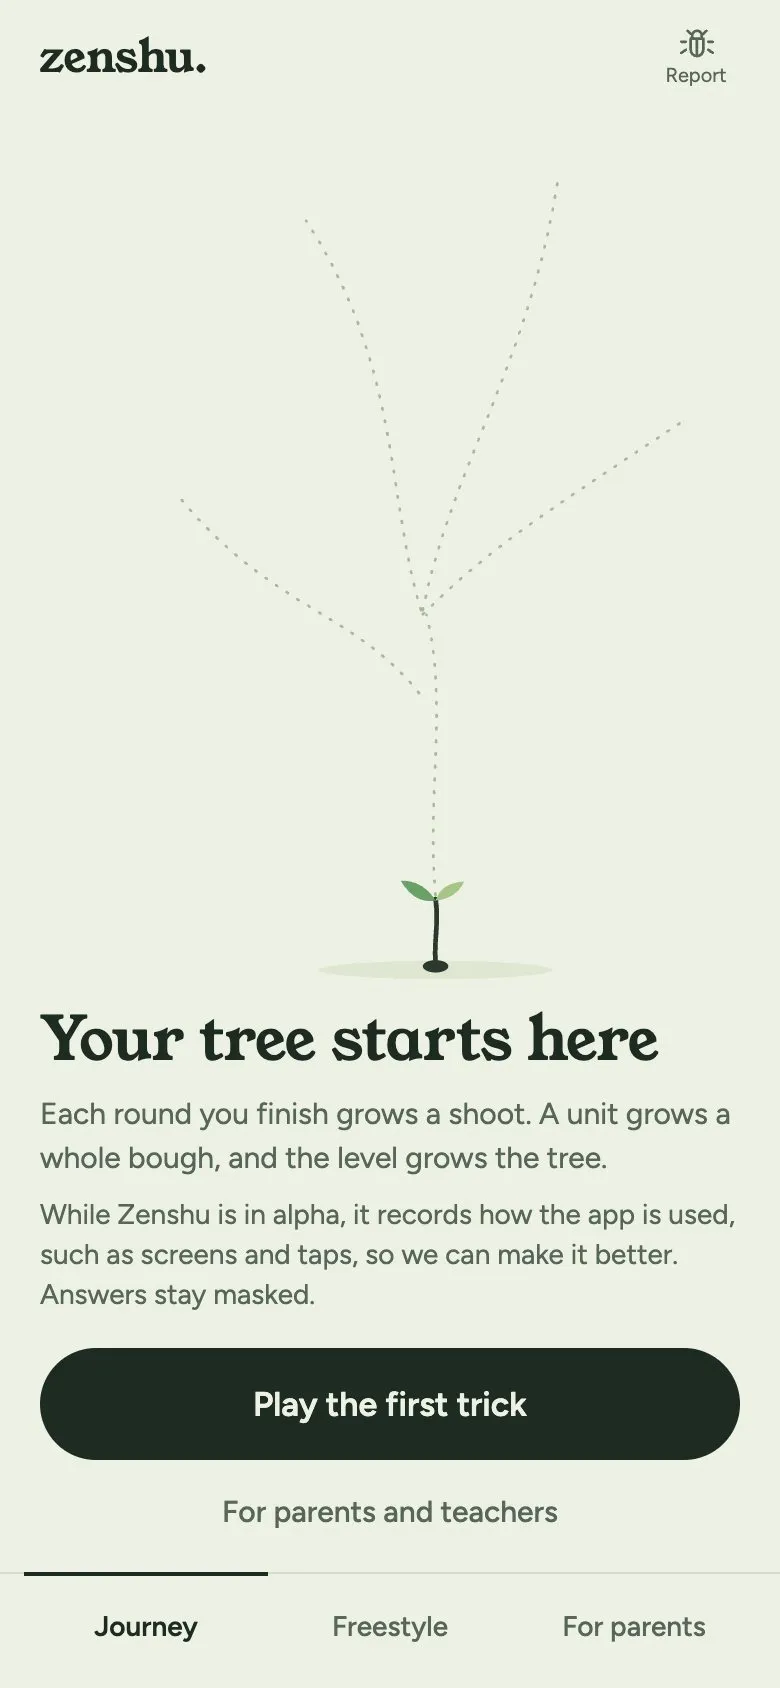 zenshu.
Report
Your tree starts here
Each round you finish grows a shoot. A unit grows a
whole bough, and the level grows the tree.
While Zenshu is in alpha, it records how the app is used,
such as screens and taps, so we can make it better.
Answers stay masked.
Play the first trick
For parents and teachers
Journey
Freestyle
For parents